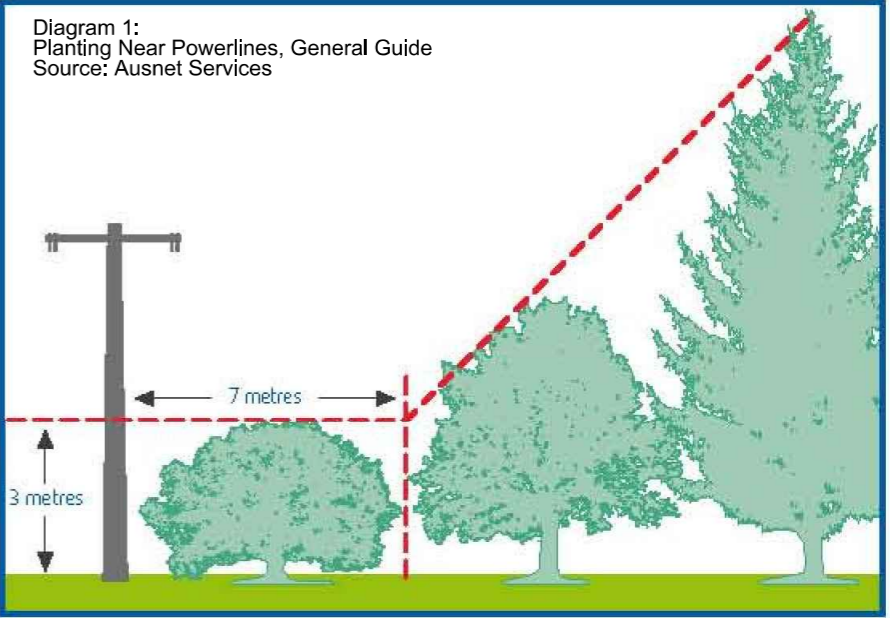 Diagram 1:
Planting Near Powerlines, General Guide
Source: Ausnet Services
7 metres
3 metres